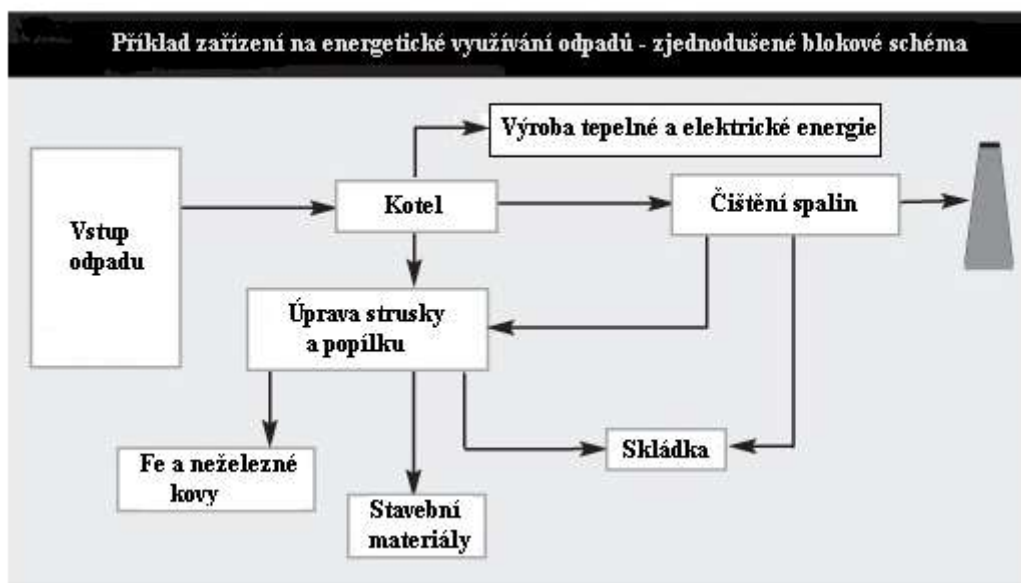 Příklad zařízení na energetické využívání odpadů - zjednodušené blokové schéma
Výroba tepelné a elektrické energie
Kotel
Čištění spalin
Vstup
odpadu
Úprava strusky
a popílku
Fe a neželezné
kovy
Skládka
Stavební
materiály